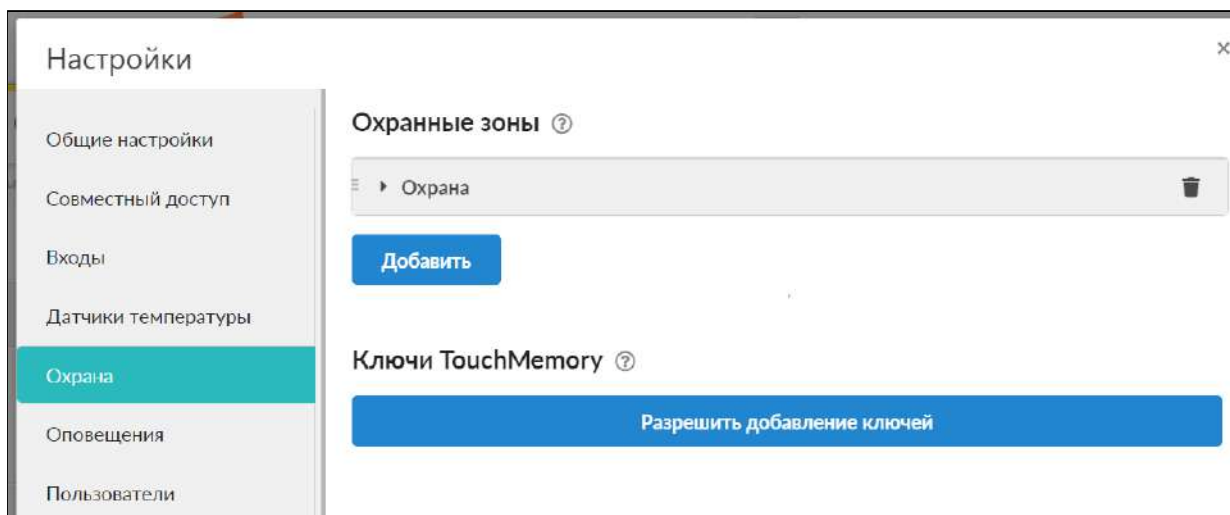 Настройки
×
Общие настройки
Совместный доступ
Входы
Датчики температуры
Охрана
Оповещения
Пользователи
Охранные зоны ?
Охрана
Добавить
Ключи TouchMemory ?
Разрешить добавление ключей